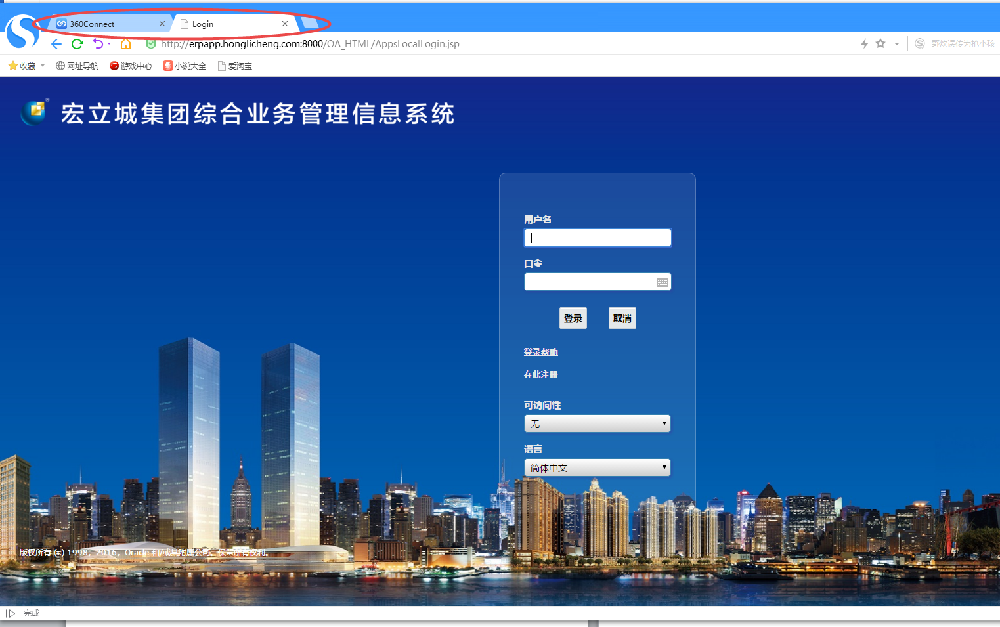 360Connect
Login
http://erpapp.honglicheng.com:8000/OA_HTML/AppsLocalLogin.jsp
野炊误传为抢小孩
收藏 网址导航 游戏中心 小说大全 爱淘宝
宏立城集团综合业务管理信息系统
用户名
口令
登录 取消
登录帮助
在此注册
可访问性
无
语言
简体中文
版权所有 (c) 1998，2016，Oracle 和/或其附属公司。保留所有权利。
完成